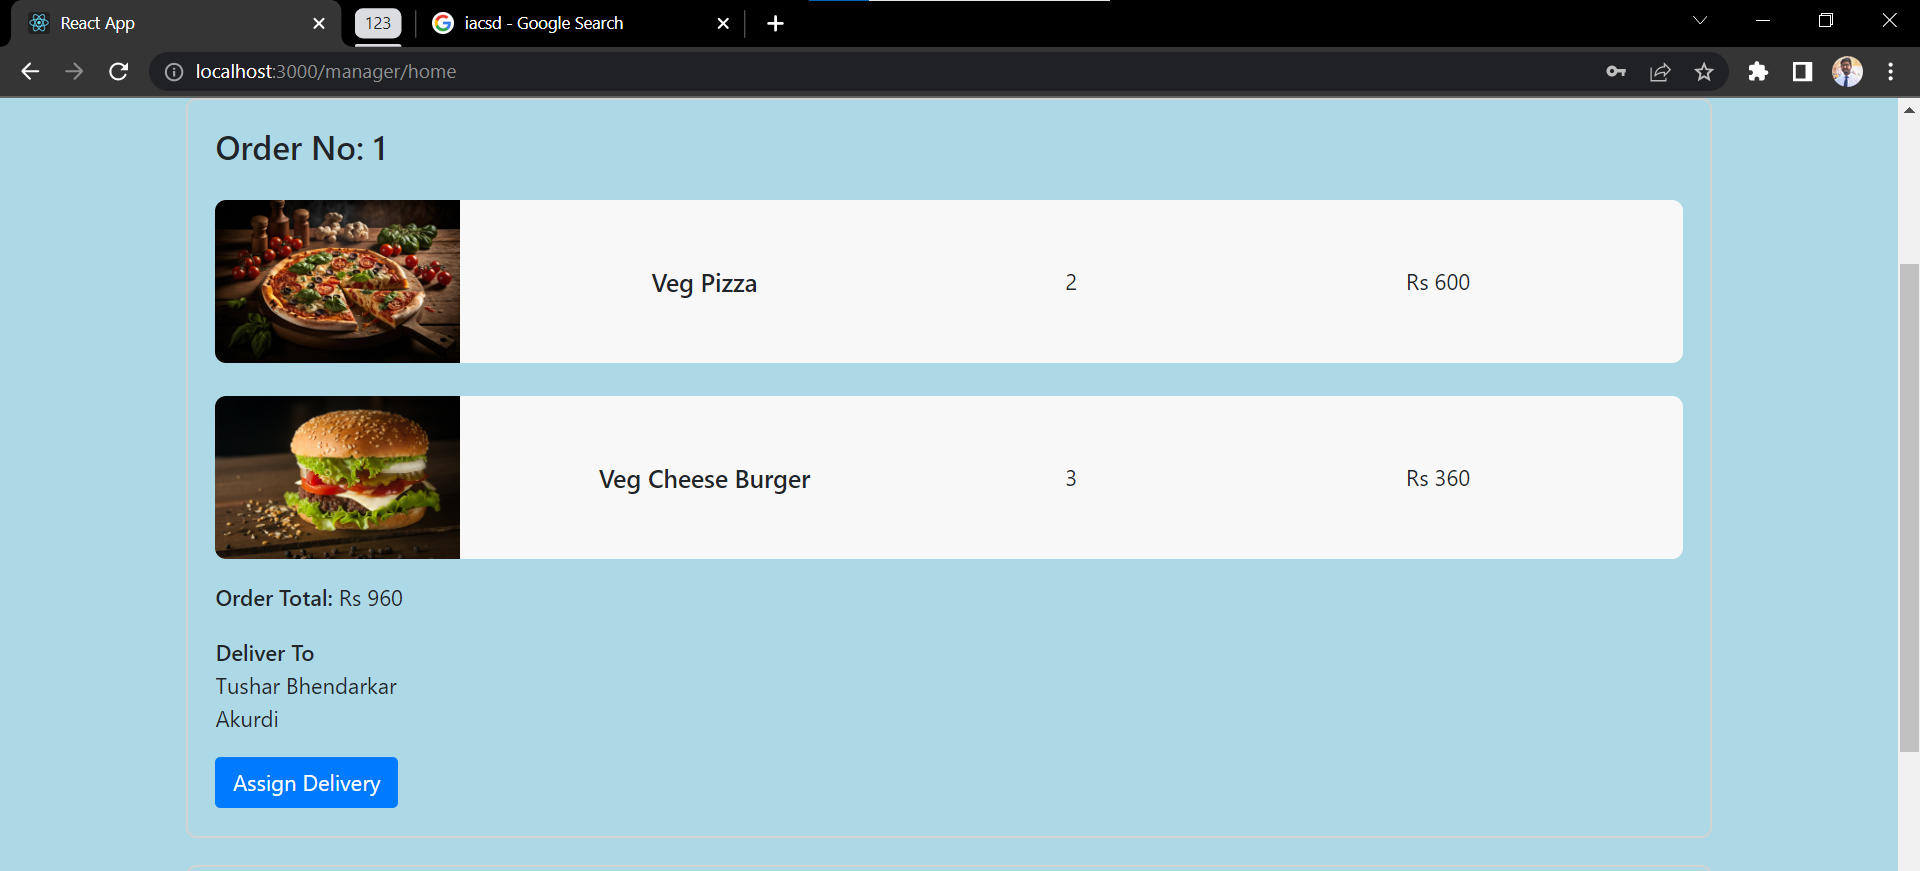 React App
123
iacsd - Google Search
localhost:3000/manager/home
Order No: 1
Veg Pizza
2
Rs 600
Veg Cheese Burger
3
Rs 360
Order Total: Rs 960
Deliver To
Tushar Bhendarkar
Akurdi
Assign Delivery